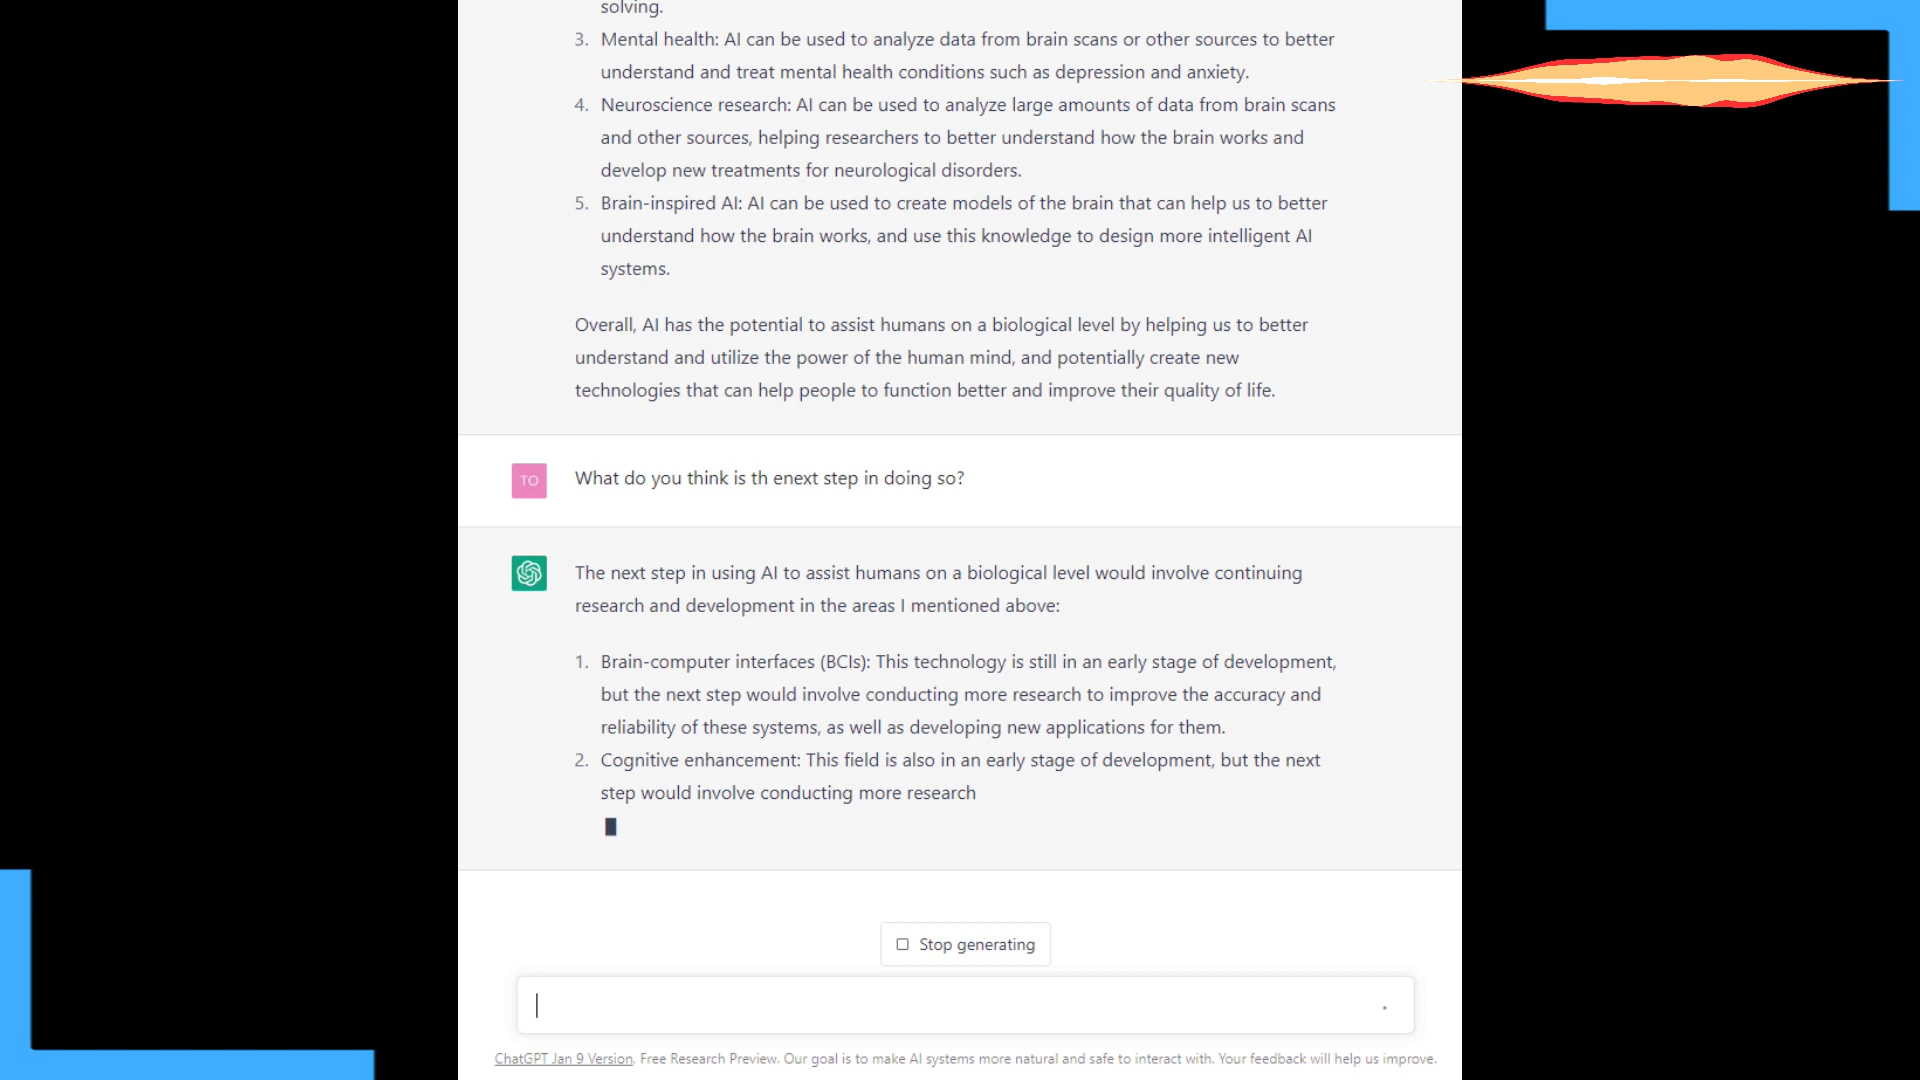 solving.
3. Mental health: AI can be used to analyze data from brain scans or other sources to better
understand and treat mental health conditions such as depression and anxiety.
4. Neuroscience research: AI can be used to analyze large amounts of data from brain scans
and other sources, helping researchers to better understand how the brain works and
develop new treatments for neurological disorders.
5. Brain-inspired AI: AI can be used to create models of the brain that can help us to better
understand how the brain works, and use this knowledge to design more intelligent AI
systems.
Overall, AI has the potential to assist humans on a biological level by helping us to better
understand and utilize the power of the human mind, and potentially create new
technologies that can help people to function better and improve their quality of life.
TO What do you think is th enext step in doing so?
The next step in using AI to assist humans on a biological level would involve continuing
research and development in the areas I mentioned above:
1. Brain-computer interfaces (BCIs): This technology is still in an early stage of development,
but the next step would involve conducting more research to improve the accuracy and
reliability of these systems, as well as developing new applications for them.
2. Cognitive enhancement: This field is also in an early stage of development, but the next
step would involve conducting more research
Stop generating
ChatGPT Jan 9 Version. Free Research Preview. Our goal is to make AI systems more natural and safe to interact with. Your feedback will help us improve.